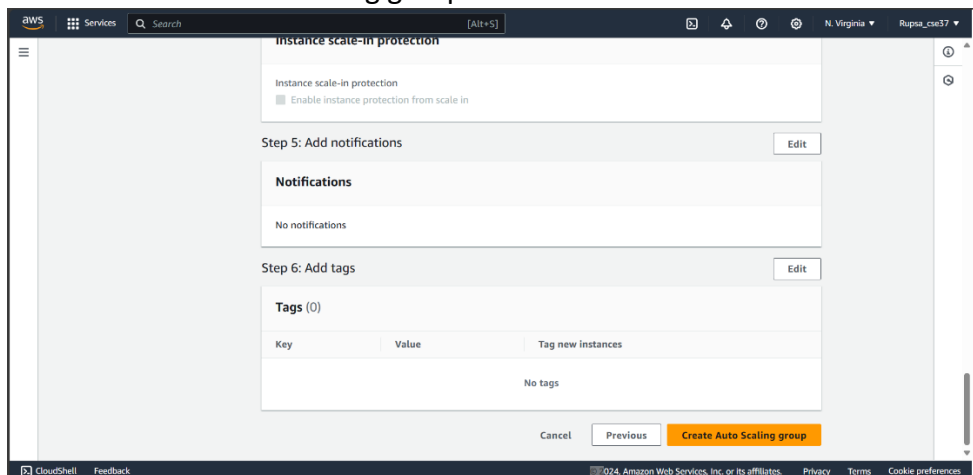 aws Services Search [Alt+S] N. Virginia Rupsa_cse37
Instance scale-in protection
Instance scale-in protection
Enable instance protection from scale in
Step 5: Add notifications Edit
Notifications
No notifications
Step 6: Add tags Edit
Tags (0)
Key Value Tag new instances
No tags
Cancel Previous Create Auto Scaling group
CloudShell Feedback 024, Amazon Web Services, Inc. or its affiliates. Privacy Terms Cookie preferences